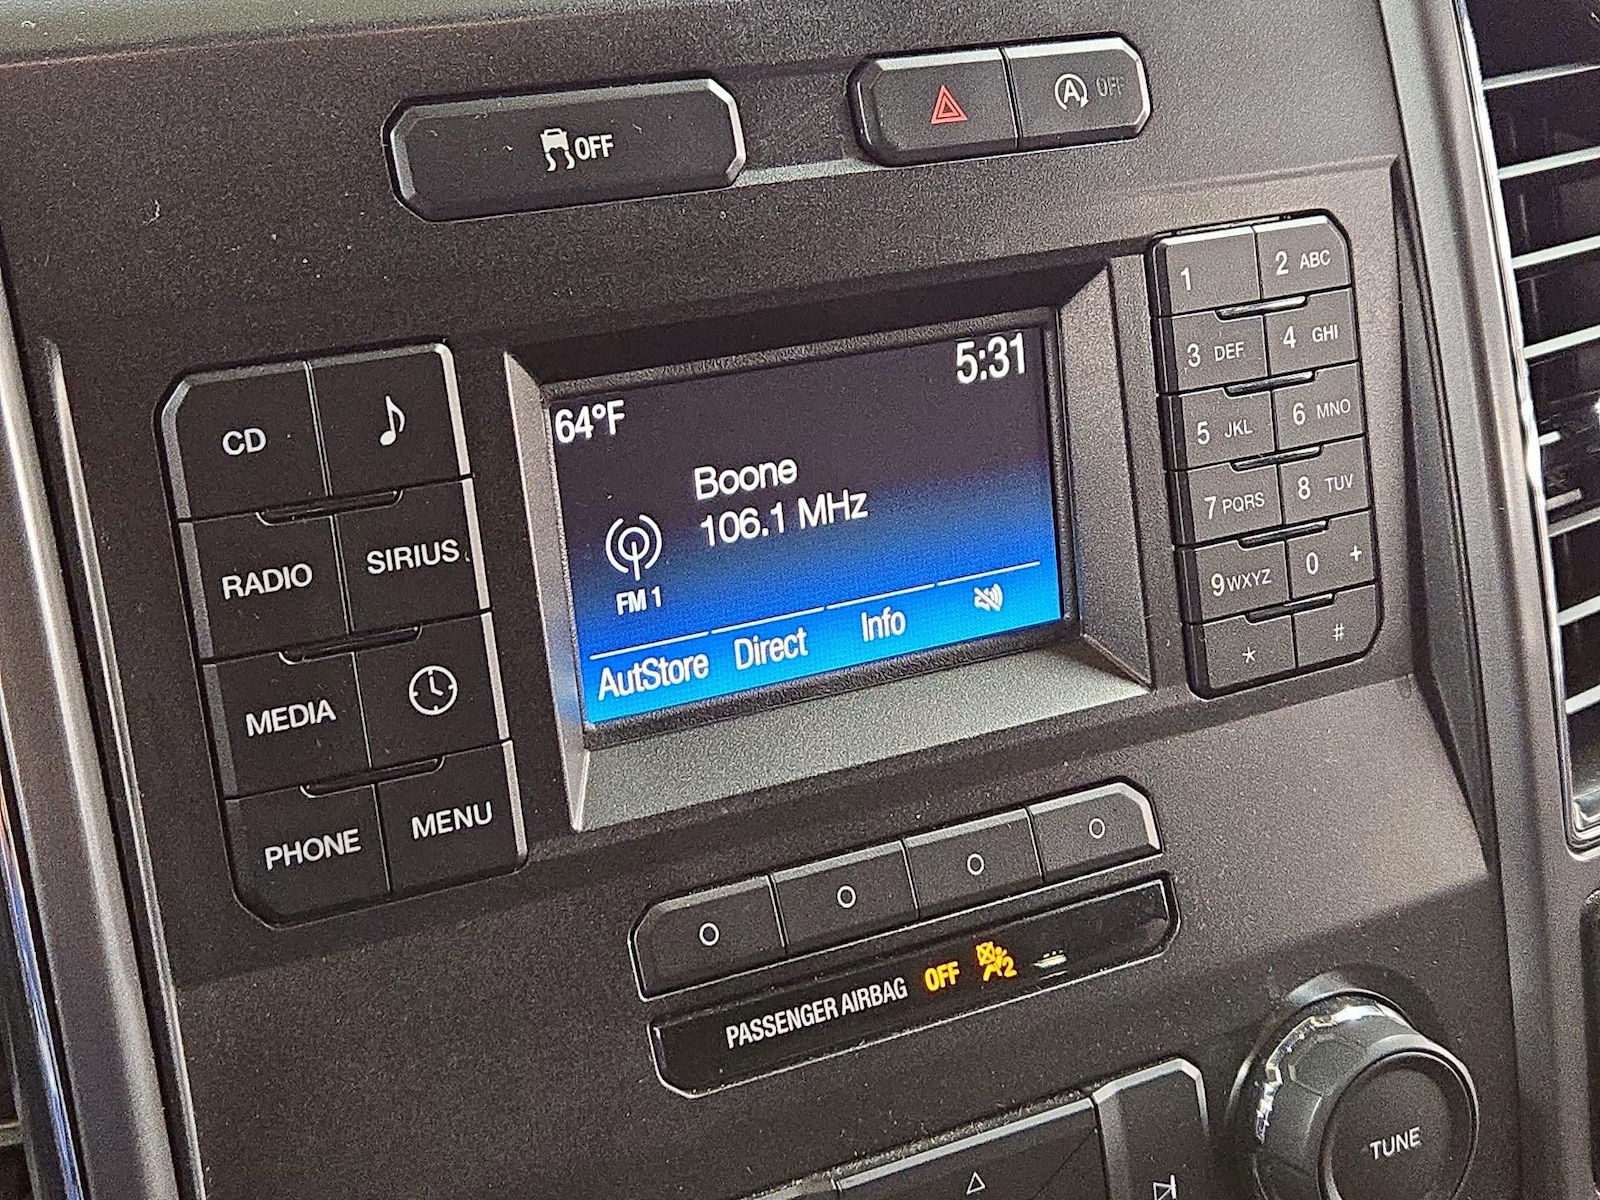 OFF
A OFF
1
2 ABC
3 DEF
4 GHI
5 JKL
6 MNO
7 PQRS
8 TUV
9 WXYZ
0 +
*
#
CD
RADIO
SIRIUS
MEDIA
PHONE
MENU
5:31
64°F
Boone
106.1 MHz
FM 1
AutStore
Direct
Info
PASSENGER AIRBAG OFF 2
TUNE